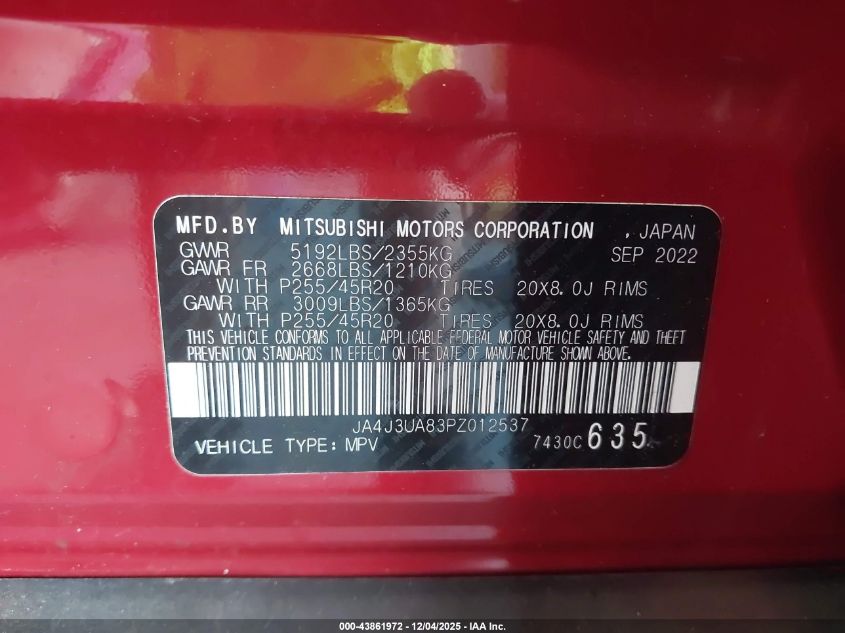 MFD.BY MITSUBISHI MOTORS CORPORATION , JAPAN
GVWR 5192LBS/2355KG SEP 2022
GAWR FR 2668LBS/1210KG
WITH P255/45R20 TIRES 20X8.0J RIMS
GAWR RR 3009LBS/1365KG
WITH P255/45R20 TIRES 20X8.0J RIMS
THIS VEHICLE CONFORMS TO ALL APPLICABLE FEDERAL MOTOR VEHICLE SAFETY AND THEFT
PREVENTION STANDARDS IN EFFECT ON THE DATE OF MANUFACTURE SHOWN ABOVE.
JA4J3UA83PZ012537
VEHICLE TYPE: MPV 7430C 635
000-43861972 - 12/04/2025 - IAA Inc.